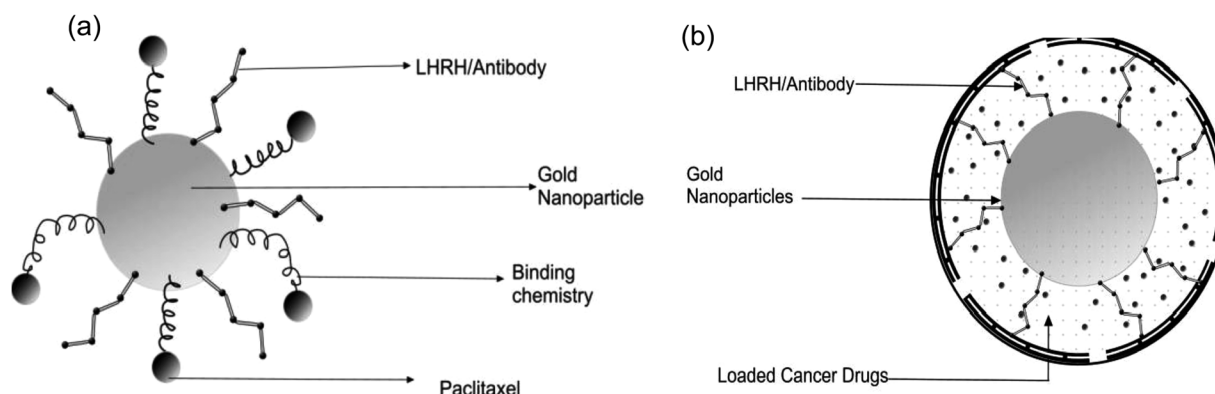 (a)
LHRH/Antibody
Gold
Nanoparticle
Binding
chemistry
Paclitaxel
(b)
LHRH/Antibody
Gold
Nanoparticles
Loaded Cancer Drugs